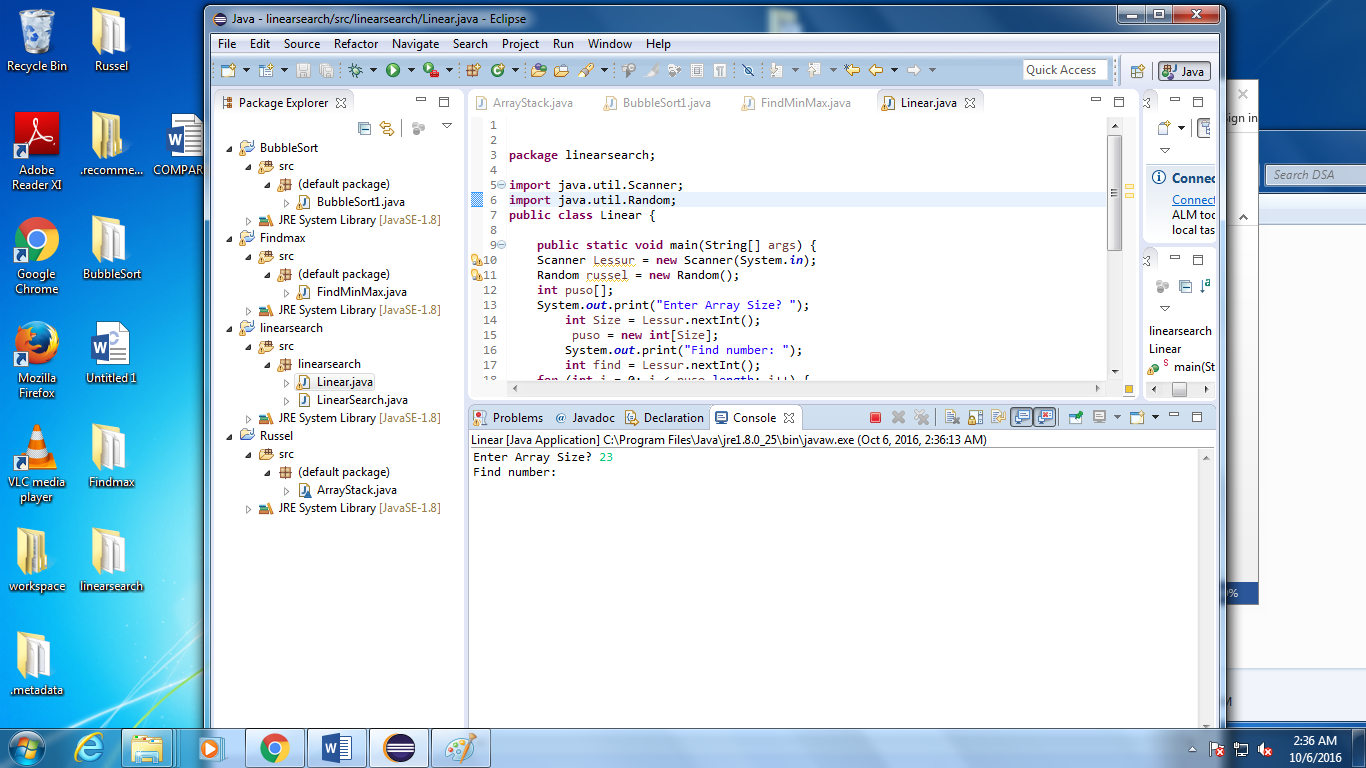 Java - linearsearch/src/linearsearch/Linear.java - Eclipse
File Edit Source Refactor Navigate Search Project Run Window Help
Quick Access
Java
Recycle Bin
Russel
Adobe Reader XI
.recomme...
COMPAR
Google Chrome
BubbleSort
Mozilla Firefox
Untitled 1
VLC media player
Findmax
workspace
linearsearch
.metadata
Package Explorer
BubbleSort
src
(default package)
BubbleSort1.java
JRE System Library [JavaSE-1.8]
Findmax
src
(default package)
FindMinMax.java
JRE System Library [JavaSE-1.8]
linearsearch
src
linearsearch
Linear.java
LinearSearch.java
JRE System Library [JavaSE-1.8]
Russel
src
(default package)
ArrayStack.java
JRE System Library [JavaSE-1.8]
ArrayStack.java BubbleSort1.java FindMinMax.java Linear.java
1
2
3 package linearsearch;
4
5 import java.util.Scanner;
6 import java.util.Random;
7 public class Linear {
8
9 public static void main(String[] args) {
10 Scanner Lessur = new Scanner(System.in);
11 Random russel = new Random();
12 int puso[];
13 System.out.print("Enter Array Size? ");
14 int Size = Lessur.nextInt();
15 puso = new int[Size];
16 System.out.print("Find number: ");
17 int find = Lessur.nextInt();
18 for (int i = 0; i < puso.length; i++) {
Connec
Connect
ALM too
local tas
linearsearch
Linear
main(St
Problems @ Javadoc Declaration Console
Linear [Java Application] C:\Program Files\Java\jre1.8.0_25\bin\javaw.exe (Oct 6, 2016, 2:36:13 AM)
Enter Array Size? 23
Find number:
ign in
Search DSA
2:36 AM
10/6/2016